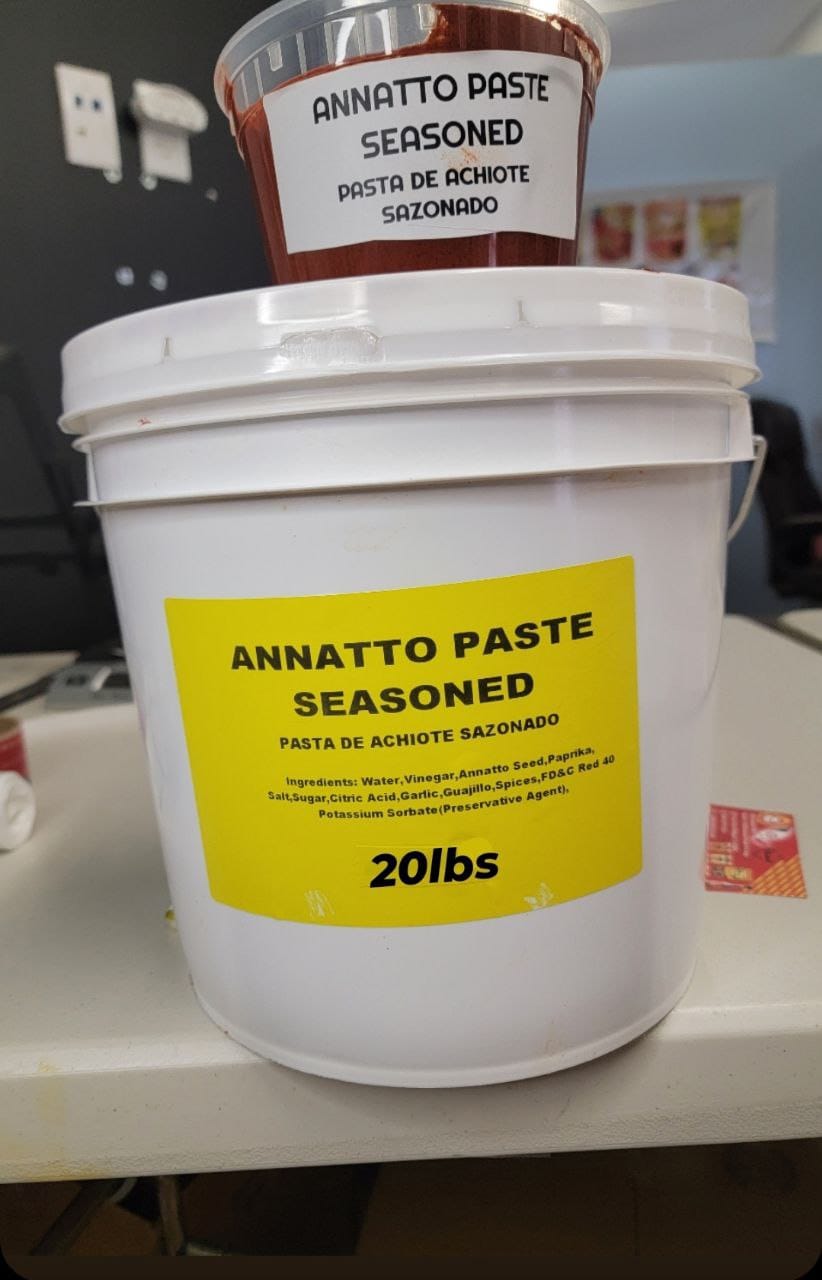 ANNATTO PASTE
SEASONED
PASTA DE ACHIOTE
SAZONADO
ANNATTO PASTE
SEASONED
PASTA DE ACHIOTE SAZONADO
Ingredients: Water,Vinegar,Annatto Seed,Paprika,
Salt,Sugar,Citric Acid,Garlic,Guajillo,Spices,FD&C Red 40
Potassium Sorbate(Preservative Agent),
20lbs